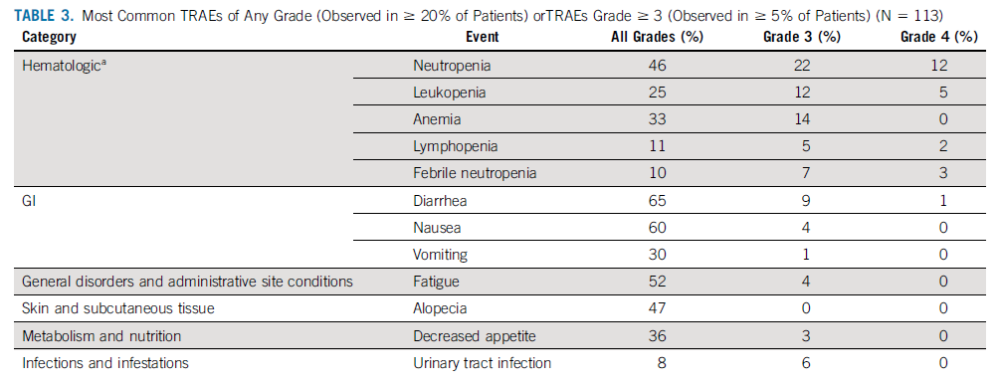 TABLE 3. Most Common TRAEs of Any Grade (Observed in ≥ 20% of Patients) orTRAEs Grade ≥ 3 (Observed in ≥ 5% of Patients) (N = 113)
Category Event All Grades (%) Grade 3 (%) Grade 4 (%)
Hematologicᵃ Neutropenia 46 22 12
Leukopenia 25 12 5
Anemia 33 14 0
Lymphopenia 11 5 2
Febrile neutropenia 10 7 3
GI Diarrhea 65 9 1
Nausea 60 4 0
Vomiting 30 1 0
General disorders and administrative site conditions Fatigue 52 4 0
Skin and subcutaneous tissue Alopecia 47 0 0
Metabolism and nutrition Decreased appetite 36 3 0
Infections and infestations Urinary tract infection 8 6 0